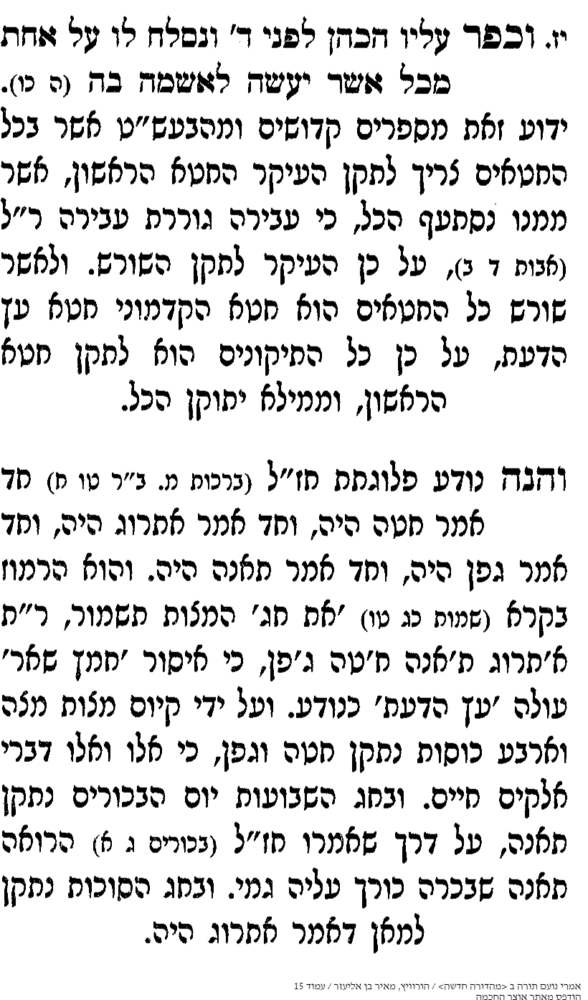 יז. וכפר עליו הכהן לפני ד' ונסלח לו על אחת
מכל אשר יעשה לאשמה בה (ה כו).
ידוע זאת מספרים קדושים ומהבעש"ט אשר בכל
החטאים צריך לתקן העיקר החטא הראשון, אשר
ממנו נסתעף הכל, כי עבירה גוררת עבירה ר"ל
(אבות ד ב), על כן העיקר לתקן השורש. ולאשר
שורש כל החטאים הוא חטא הקדמוני חטא עץ
הדעת, על כן כל התיקונים הוא לתקן חטא
הראשון, וממילא יתוקן הכל.
והנה נודע פלוגתת חז"ל (ברכות מ. ב"ר טו ח) חד
אמר חטה היה, וחד אמר אתרוג היה, וחד
אמר גפן היה, וחד אמר תאנה היה. והוא הרמוז
בקרא (שמות כג טו) 'את חג' המצות תשמור, ר"ת
א'תרוג ת'אנה ח'טה ג'פן, כי איסור 'חמץ שאר'
עולה 'עץ הדעת' כנודע. ועל ידי קיום מצות מצה
וארבע כוסות נתקן חטה וגפן, כי אלו ואלו דברי
אלקים חיים. ובחג השבועות יום הבכורים נתקן
תאנה, על דרך שאמרו חז"ל (בכורים ג א) הרואה
תאנה שבכרה כורך עליה גמי. ובחג הסוכות נתקן
למאן דאמר אתרוג היה.
אמרי נועם תורה ב <מהדורה חדשה> / הורוויץ, מאיר בן אליעזר / עמוד 15
הודפס מאתר אוצר החכמה